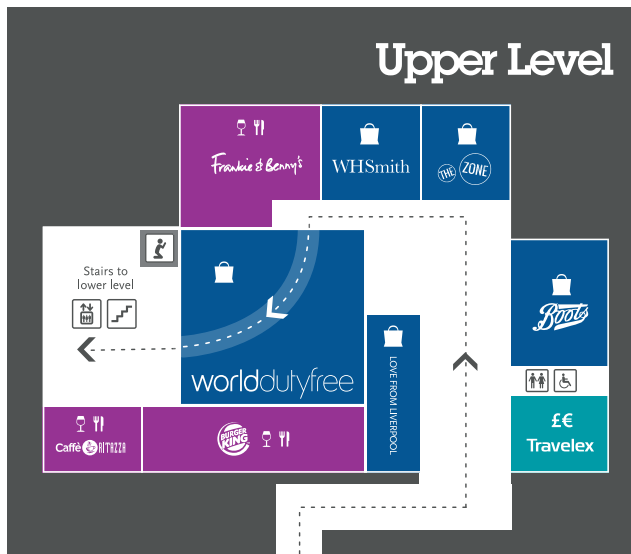 Upper Level
Frankie & Benny's
WHSmith
THE ZONE
Stairs to
lower level
Boots
worlddutyfree
LOVE FROM LIVERPOOL
£€
Travelex
Caffè RITAZZA
BURGER
KING